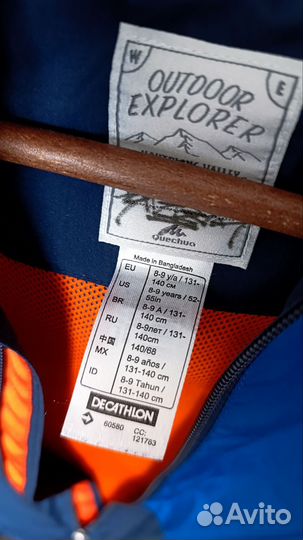 W
E
OUTDOOR
EXPLORER
VALLEY
Quechua
Made in Bangladesh
EU 8-9 y/a / 131-
140 cm
US 8-9 years / 52-
55in
BR 8-9 A / 131-
140 cm
RU 8-9лет / 131-
140cm
中国 140/68
MX 8-9 años /
131-140 cm
ID 8-9 Tahun /
131-140 cm
DECATHLON
60580 CC:
121763
Avito